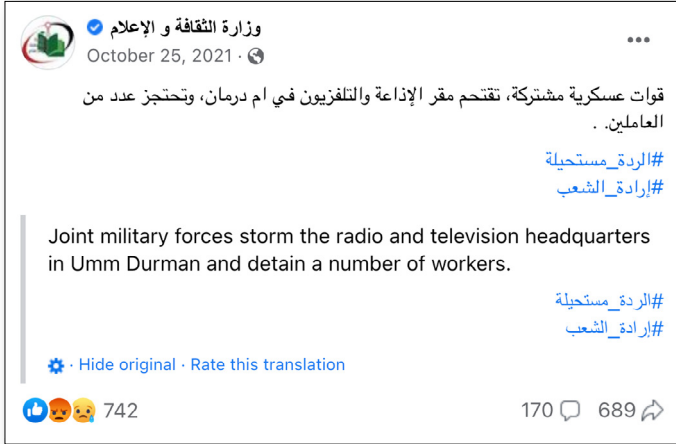 وزارة الثقافة و الإعلام
October 25, 2021 ·
قوات عسكرية مشتركة، تقتحم مقر الإذاعة والتلفزيون في ام درمان، وتحتجز عدد من
العاملين. .
#الردة_مستحيلة
#إرادة_الشعب
Joint military forces storm the radio and television headquarters
in Umm Durman and detain a number of workers.
#الردة_مستحيلة
#إرادة_الشعب
· Hide original · Rate this translation
742
170
689